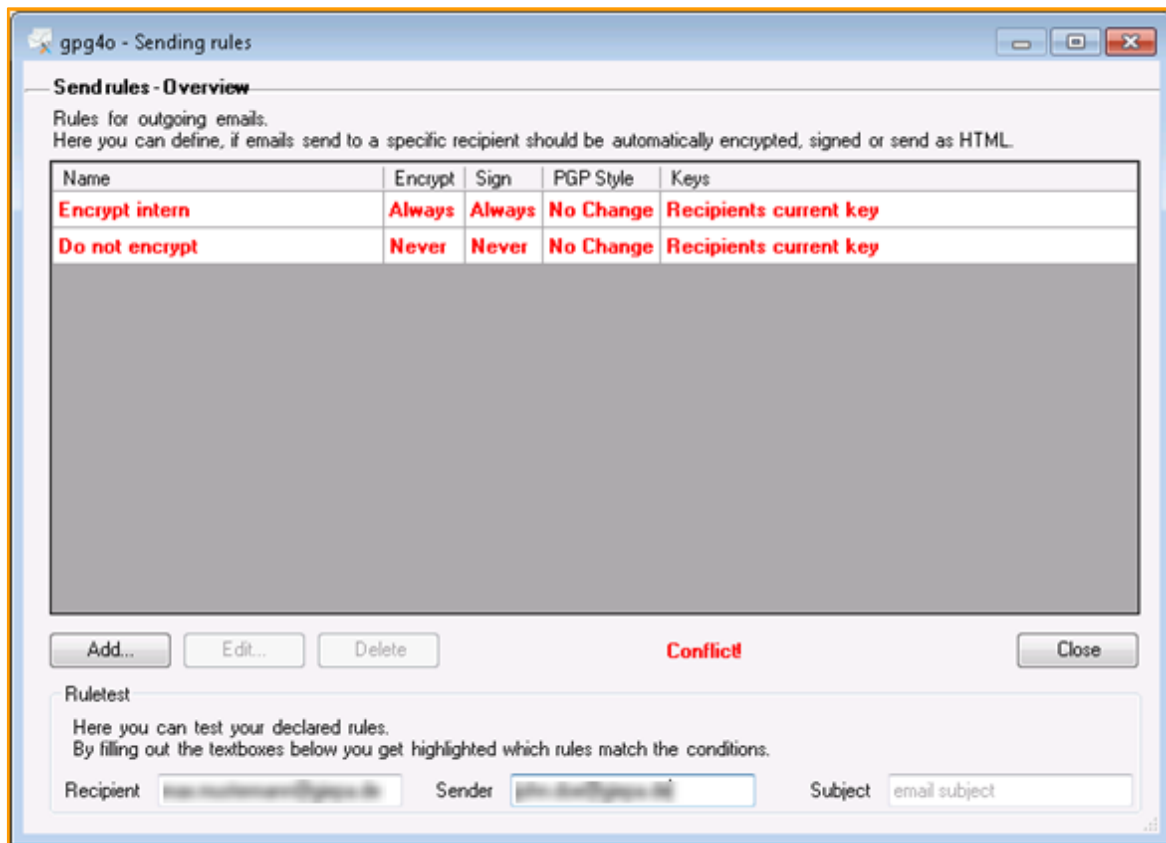 gpg4o - Sending rules
Send rules - Overview
Rules for outgoing emails.
Here you can define, if emails send to a specific recipient should be automatically encrypted, signed or send as HTML.
Name Encrypt Sign PGP Style Keys
Encrypt intern Always Always No Change Recipients current key
Do not encrypt Never Never No Change Recipients current key
Add... Edit... Delete Conflict! Close
Ruletest
Here you can test your declared rules.
By filling out the textboxes below you get highlighted which rules match the conditions.
Recipient Sender Subject email subject